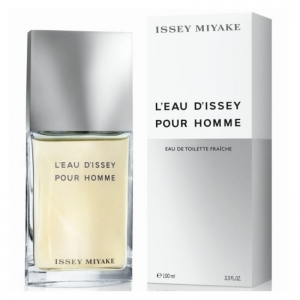 L'EAU D'ISSEY
POUR HOMME
ISSEY MIYAKE
ISSEY MIYAKE
L'EAU D'ISSEY
POUR HOMME
EAU DE TOILETTE FRAÎCHE
℮ 100 ml 3.3 FL.OZ.